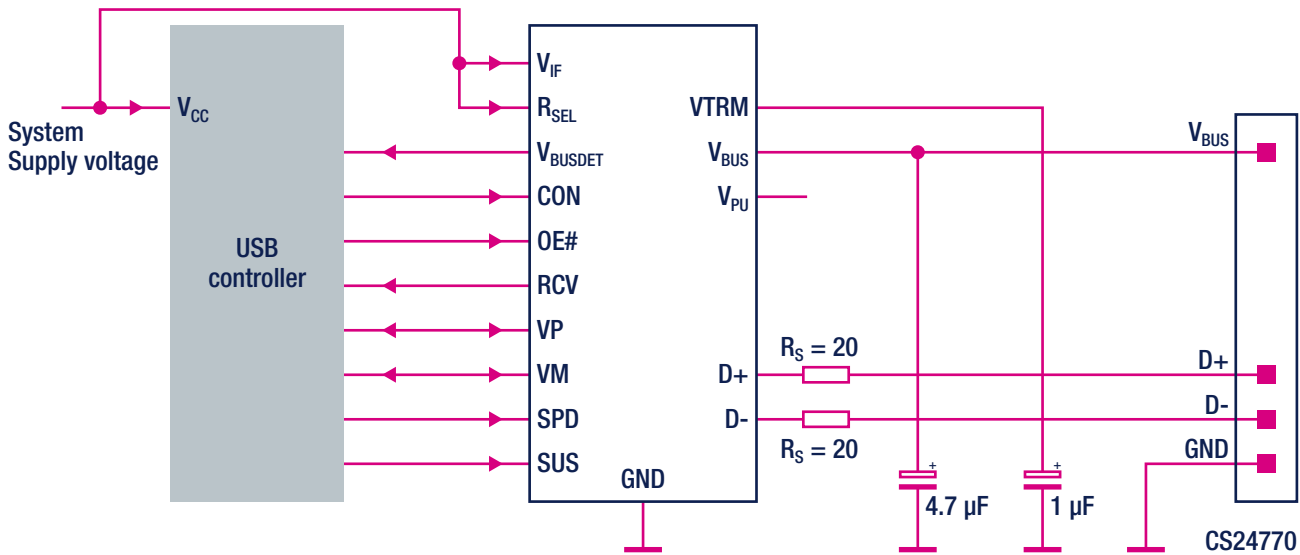 System
Supply voltage
VCC
USB
controller
VIF
RSEL
VBUSDET
CON
OE#
RCV
VP
VM
SPD
SUS
GND
VTRM
VBUS
VPU
D+
D-
RS = 20
RS = 20
+
4.7 µF
+
1 µF
VBUS
D+
D-
GND
CS24770